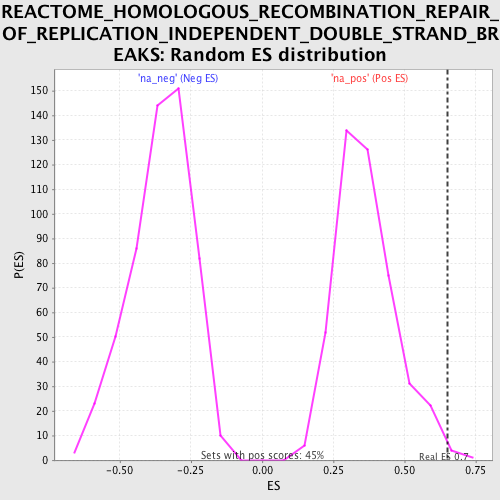 REACTOME_HOMOLOGOUS_RECOMBINATION_REPAIR_
OF_REPLICATION_INDEPENDENT_DOUBLE_STRAND_BR
EAKS: Random ES distribution
'na_neg' (Neg ES) 'na_pos' (Pos ES)
150
140
130
120
110
100
90
80
70
60
50
40
30
20
10
0
P(ES)
Sets with pos scores: 45%
Real ES 0.7
-0.50 -0.25 0.00 0.25 0.50 0.75
ES